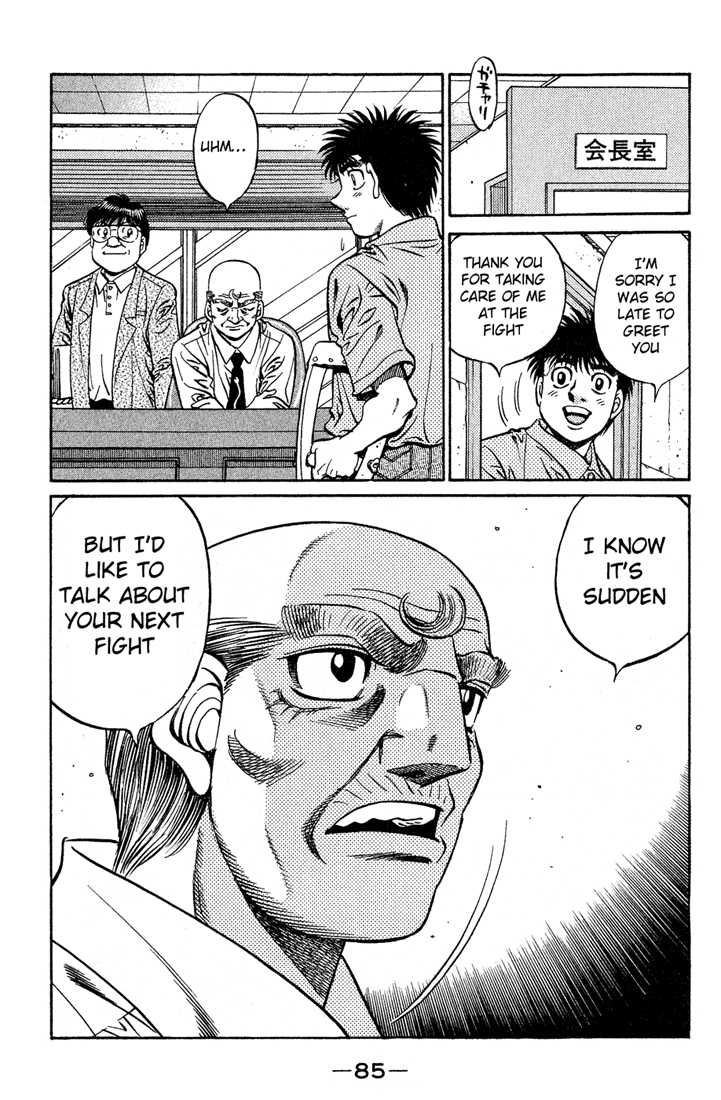 ガチャリ
会長室
I'M
SORRY I
WAS SO
LATE TO
GREET
YOU
THANK YOU
FOR TAKING
CARE OF ME
AT THE
FIGHT
UHM...
I KNOW
IT'S
SUDDEN
BUT I'D
LIKE TO
TALK ABOUT
YOUR NEXT
FIGHT
—85—